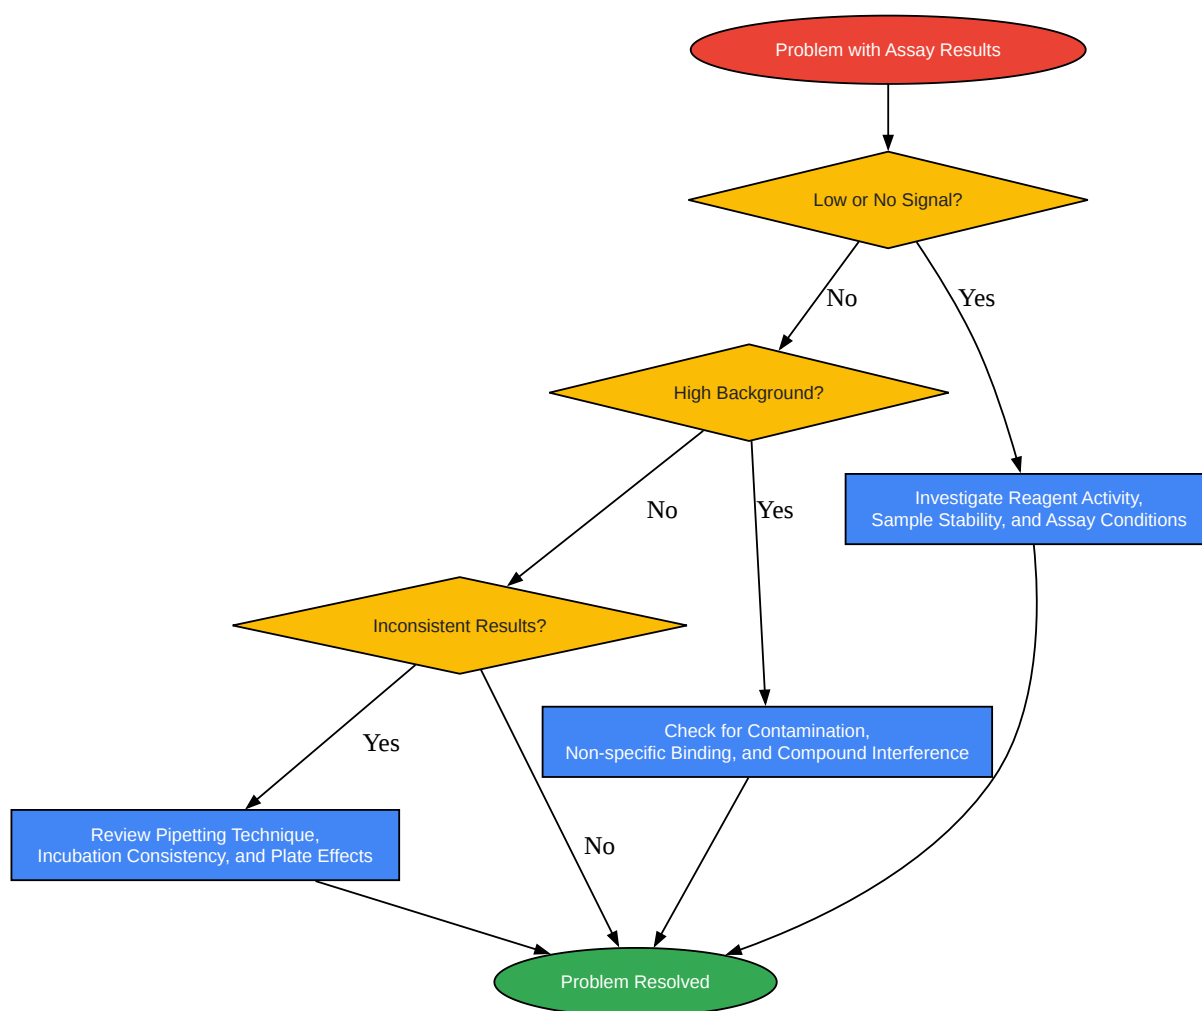 Problem with Assay Results
Low or No Signal?
No
Yes
High Background?
Investigate Reagent Activity,
Sample Stability, and Assay Conditions
No
Yes
Inconsistent Results?
Check for Contamination,
Non-specific Binding, and Compound Interference
Yes
Review Pipetting Technique,
Incubation Consistency, and Plate Effects
No
Problem Resolved